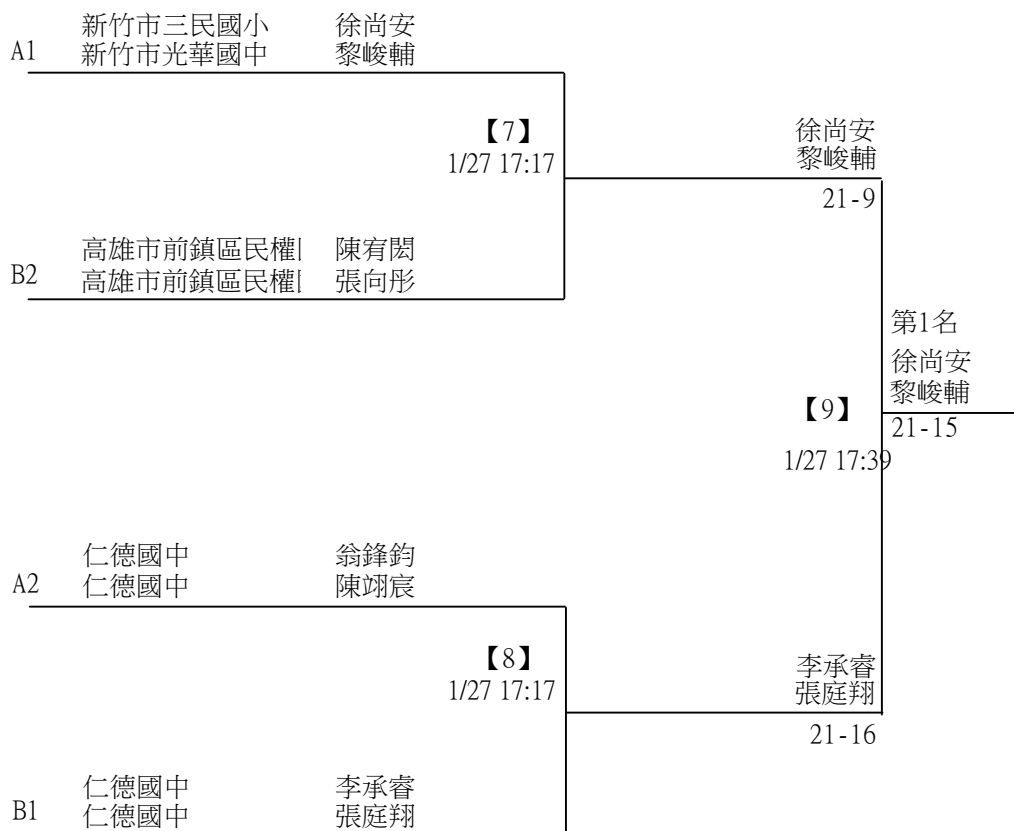 A1 新竹市三民國小 徐尚安
新竹市光華國中 黎峻輔
【7】
1/27 17:17
徐尚安
黎峻輔
21-9
B2 高雄市前鎮區民權 陳宥閎
高雄市前鎮區民權 張向彤
第1名
徐尚安
黎峻輔
【9】
21-15
1/27 17:39
A2 仁德國中 翁鋒鈞
仁德國中 陳翊宸
【8】
1/27 17:17
李承睿
張庭翔
21-16
B1 仁德國中 李承睿
仁德國中 張庭翔